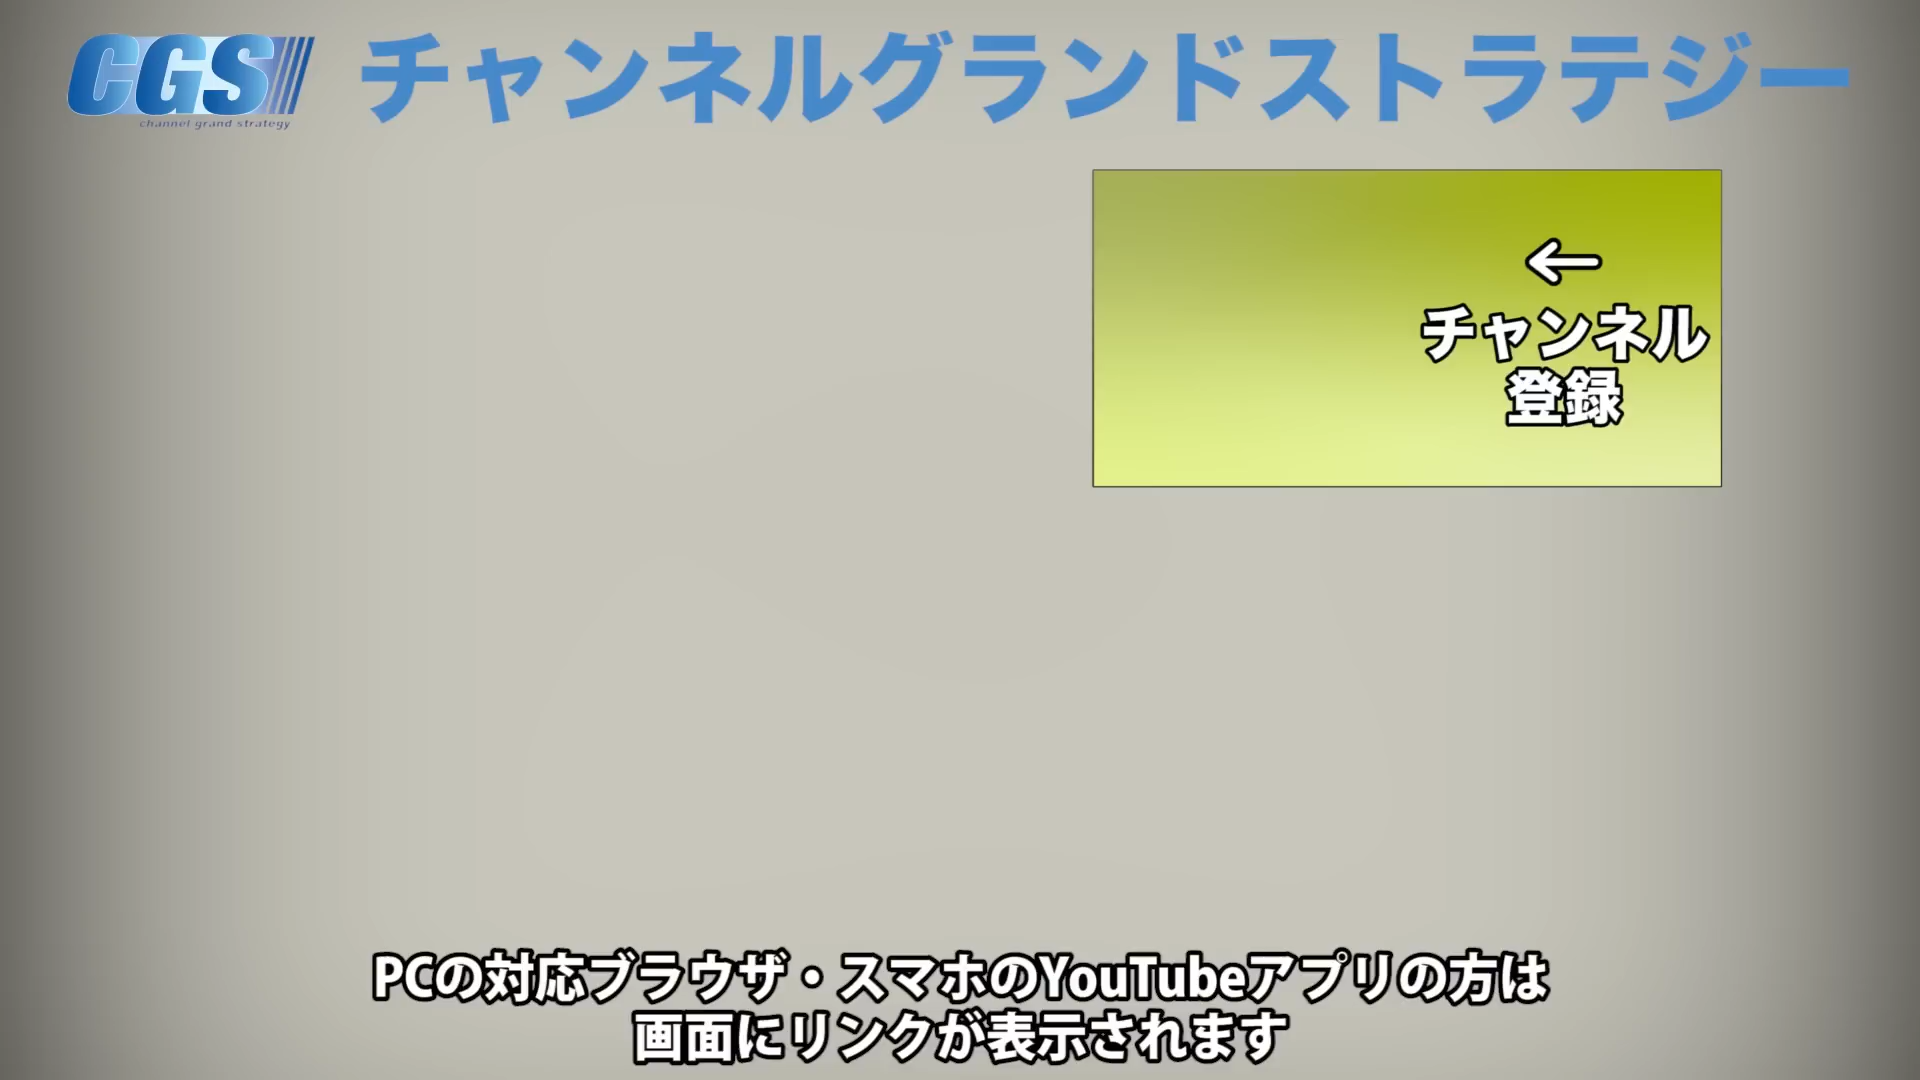 CGS
channel grand strategy
チャンネルグランドストラテジー
←
チャンネル
登録
PCの対応ブラウザ・スマホのYouTubeアプリの方は
画面にリンクが表示されます